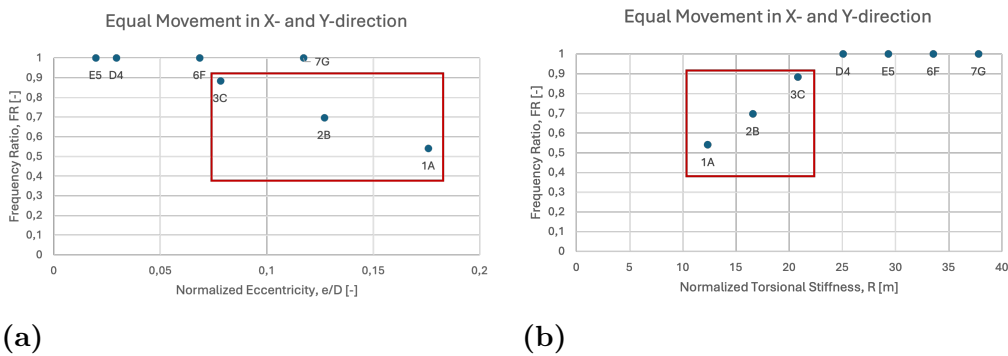 Equal Movement in X- and Y-direction
Frequency Ratio, FR [-]
1
0,9
0,8
0,7
0,6
0,5
0,4
0,3
0,2
0,1
0
E5 D4 6F 7G
3C
2B
1A
0 0,05 0,1 0,15 0,2
Normalized Eccentricity, e/D [-]
(a)
Equal Movement in X- and Y-direction
Frequency Ratio, FR [-]
1
0,9
0,8
0,7
0,6
0,5
0,4
0,3
0,2
0,1
0
D4 E5 6F 7G
3C
2B
1A
0 5 10 15 20 25 30 35 40
Normalized Torsional Stiffness, R [m]
(b)